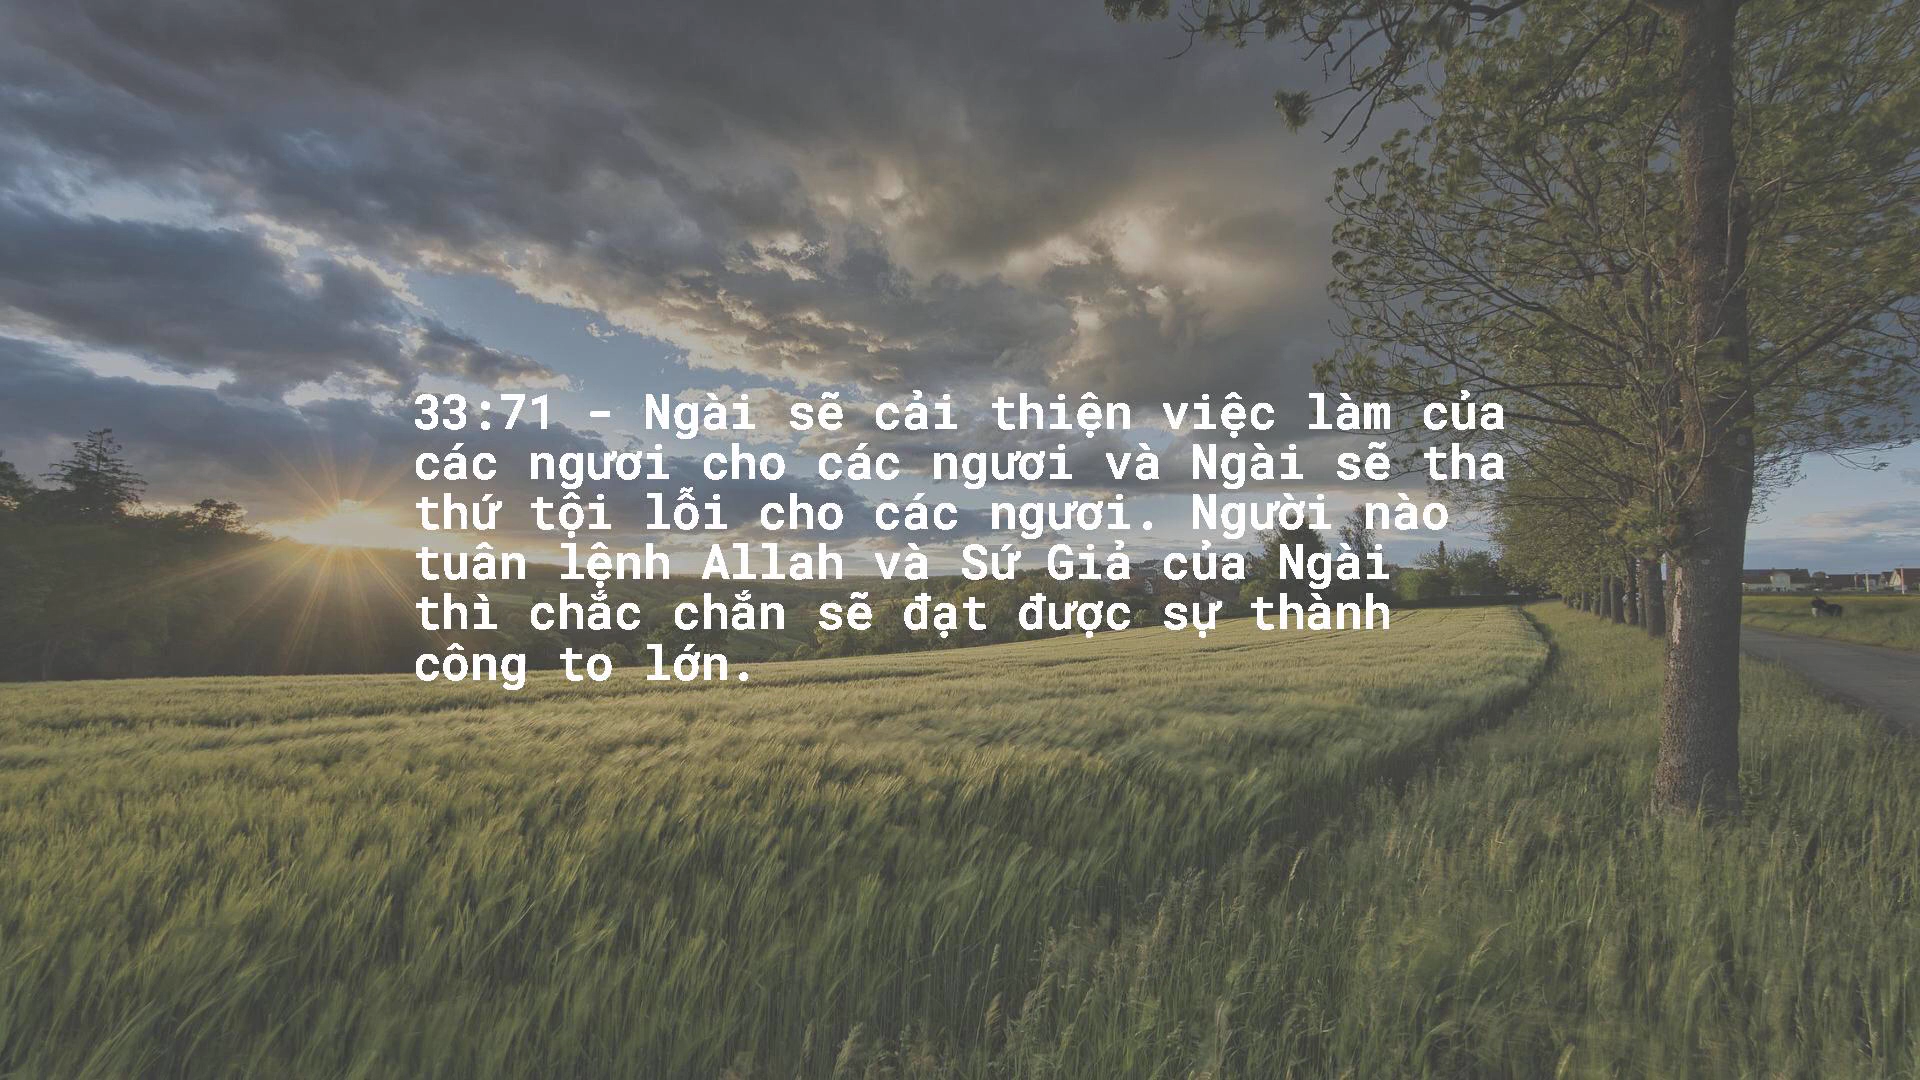 33:71 - Ngài sẽ cải thiện việc làm của
các ngươi cho các ngươi và Ngài sẽ tha
thứ tội lỗi cho các ngươi. Người nào
tuân lệnh Allah và Sứ Giả của Ngài
thì chắc chắn sẽ đạt được sự thành
công to lớn.